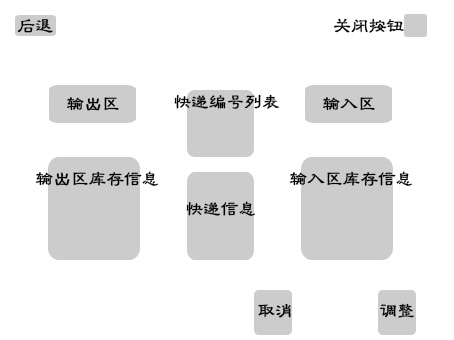 后退
关闭按钮
输出区
快递编号列表
输入区
输出区库存信息
快递信息
输入区库存信息
取消
调整